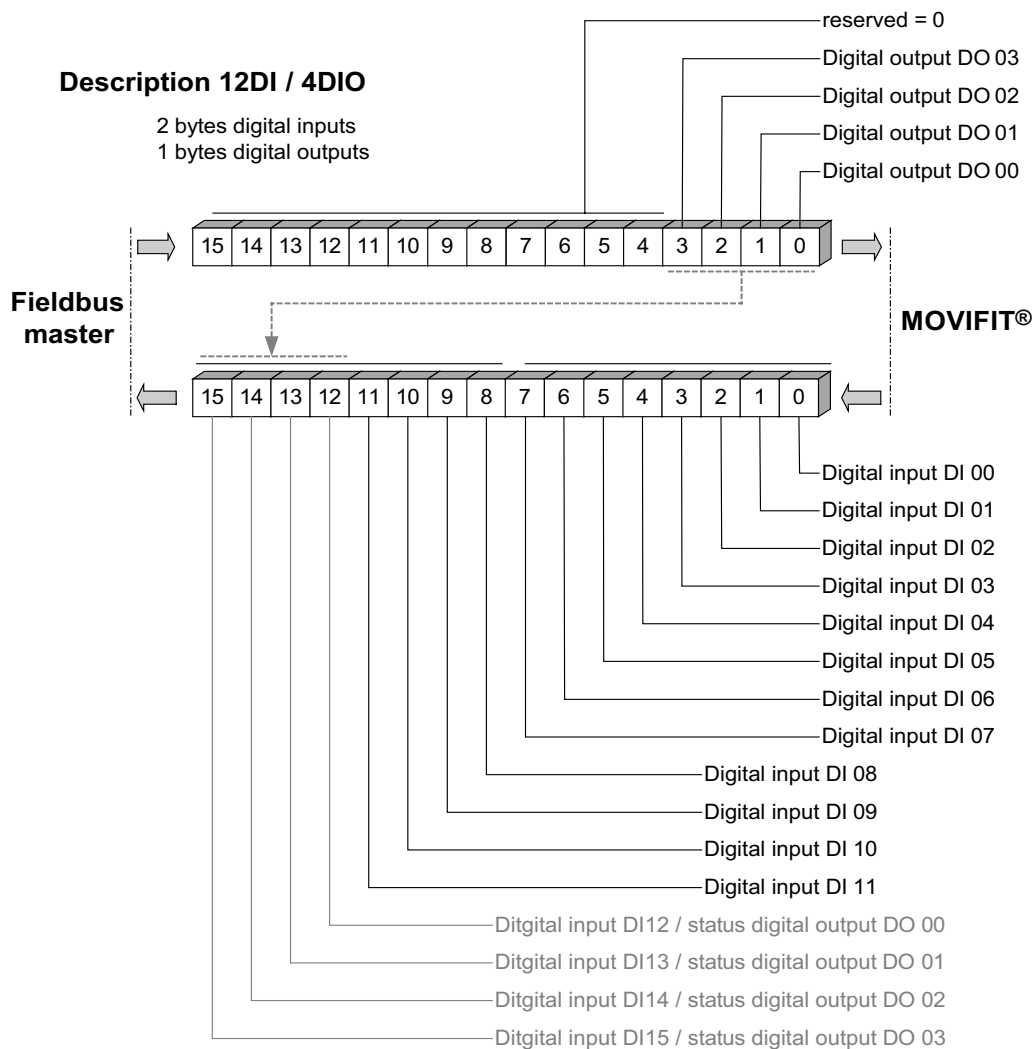 reserved = 0
Digital output DO 03
Description 12DI / 4DIO
Digital output DO 02
2 bytes digital inputs
Digital output DO 01
1 bytes digital outputs
Digital output DO 00
15 14 13 12 11 10 9 8 7 6 5 4 3 2 1 0
Fieldbus
master
MOVIFIT®
15 14 13 12 11 10 9 8 7 6 5 4 3 2 1 0
Digital input DI 00
Digital input DI 01
Digital input DI 02
Digital input DI 03
Digital input DI 04
Digital input DI 05
Digital input DI 06
Digital input DI 07
Digital input DI 08
Digital input DI 09
Digital input DI 10
Digital input DI 11
Ditgital input DI12 / status digital output DO 00
Ditgital input DI13 / status digital output DO 01
Ditgital input DI14 / status digital output DO 02
Ditgital input DI15 / status digital output DO 03